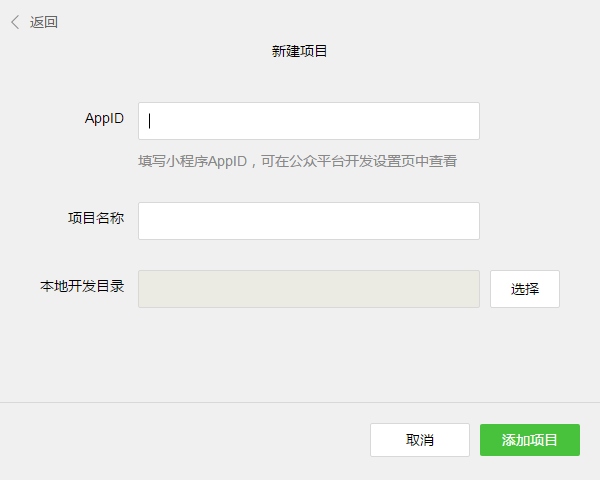 返回
新建项目
AppID
填写小程序AppID，可在公众平台开发设置页中查看
项目名称
本地开发目录
选择
取消
添加项目